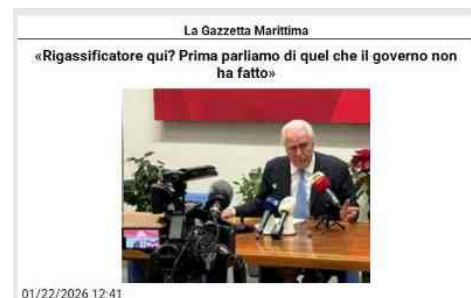 La Gazzetta Marittima
«Rigassificatore qui? Prima parliamo di quel che il governo non
ha fatto»
01/22/2026 12:41